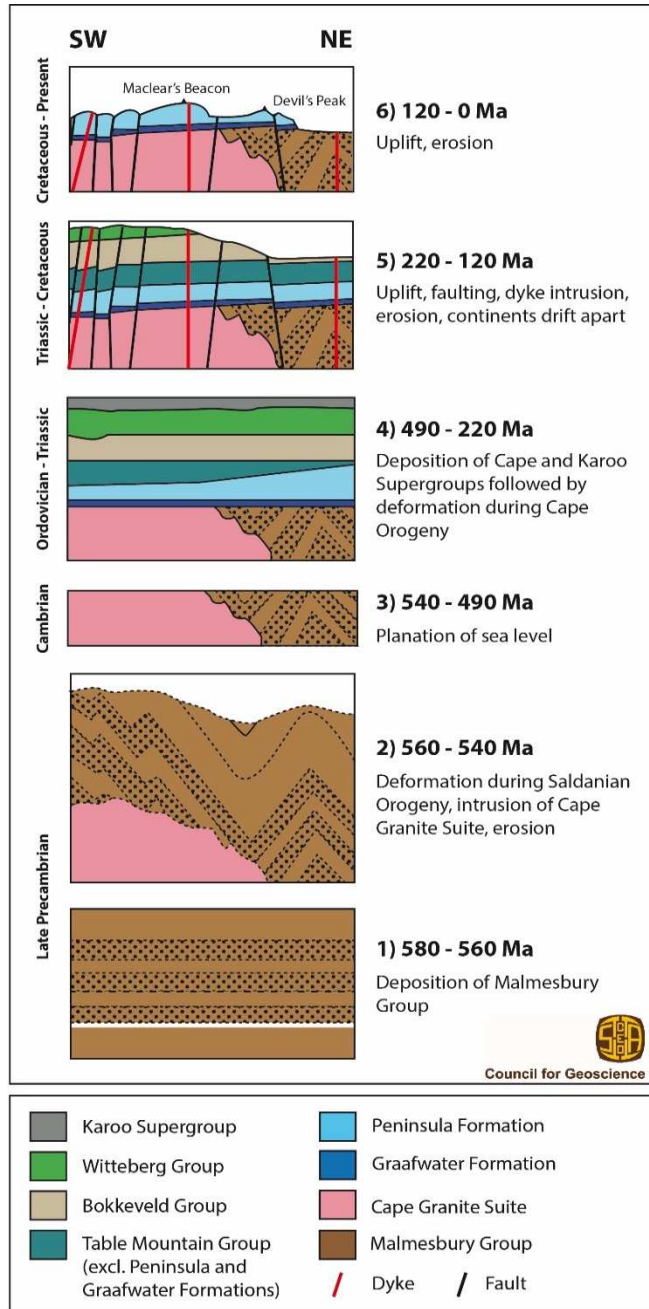 SW
NE
Cretaceous - Present
Maclear's Beacon
Devil's Peak
6) 120 - 0 Ma
Uplift, erosion
Triassic - Cretaceous
5) 220 - 120 Ma
Uplift, faulting, dyke intrusion,
erosion, continents drift apart
Ordovician - Triassic
4) 490 - 220 Ma
Deposition of Cape and Karoo
Supergroups followed by
deformation during Cape
Orogeny
Cambrian
3) 540 - 490 Ma
Planation of sea level
Late Precambrian
2) 560 - 540 Ma
Deformation during Saldanian
Orogeny, intrusion of Cape
Granite Suite, erosion
1) 580 - 560 Ma
Deposition of Malmesbury
Group
Council for Geoscience
Karoo Supergroup
Witteberg Group
Bokkeveld Group
Table Mountain Group
(excl. Peninsula and
Graafwater Formations)
Peninsula Formation
Graafwater Formation
Cape Granite Suite
Malmesbury Group
Dyke
Fault